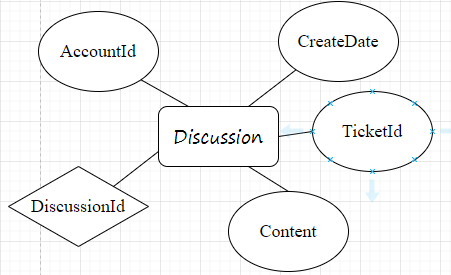 CreateDate
AccountId
TicketId
Discussion
DiscussionId
Content